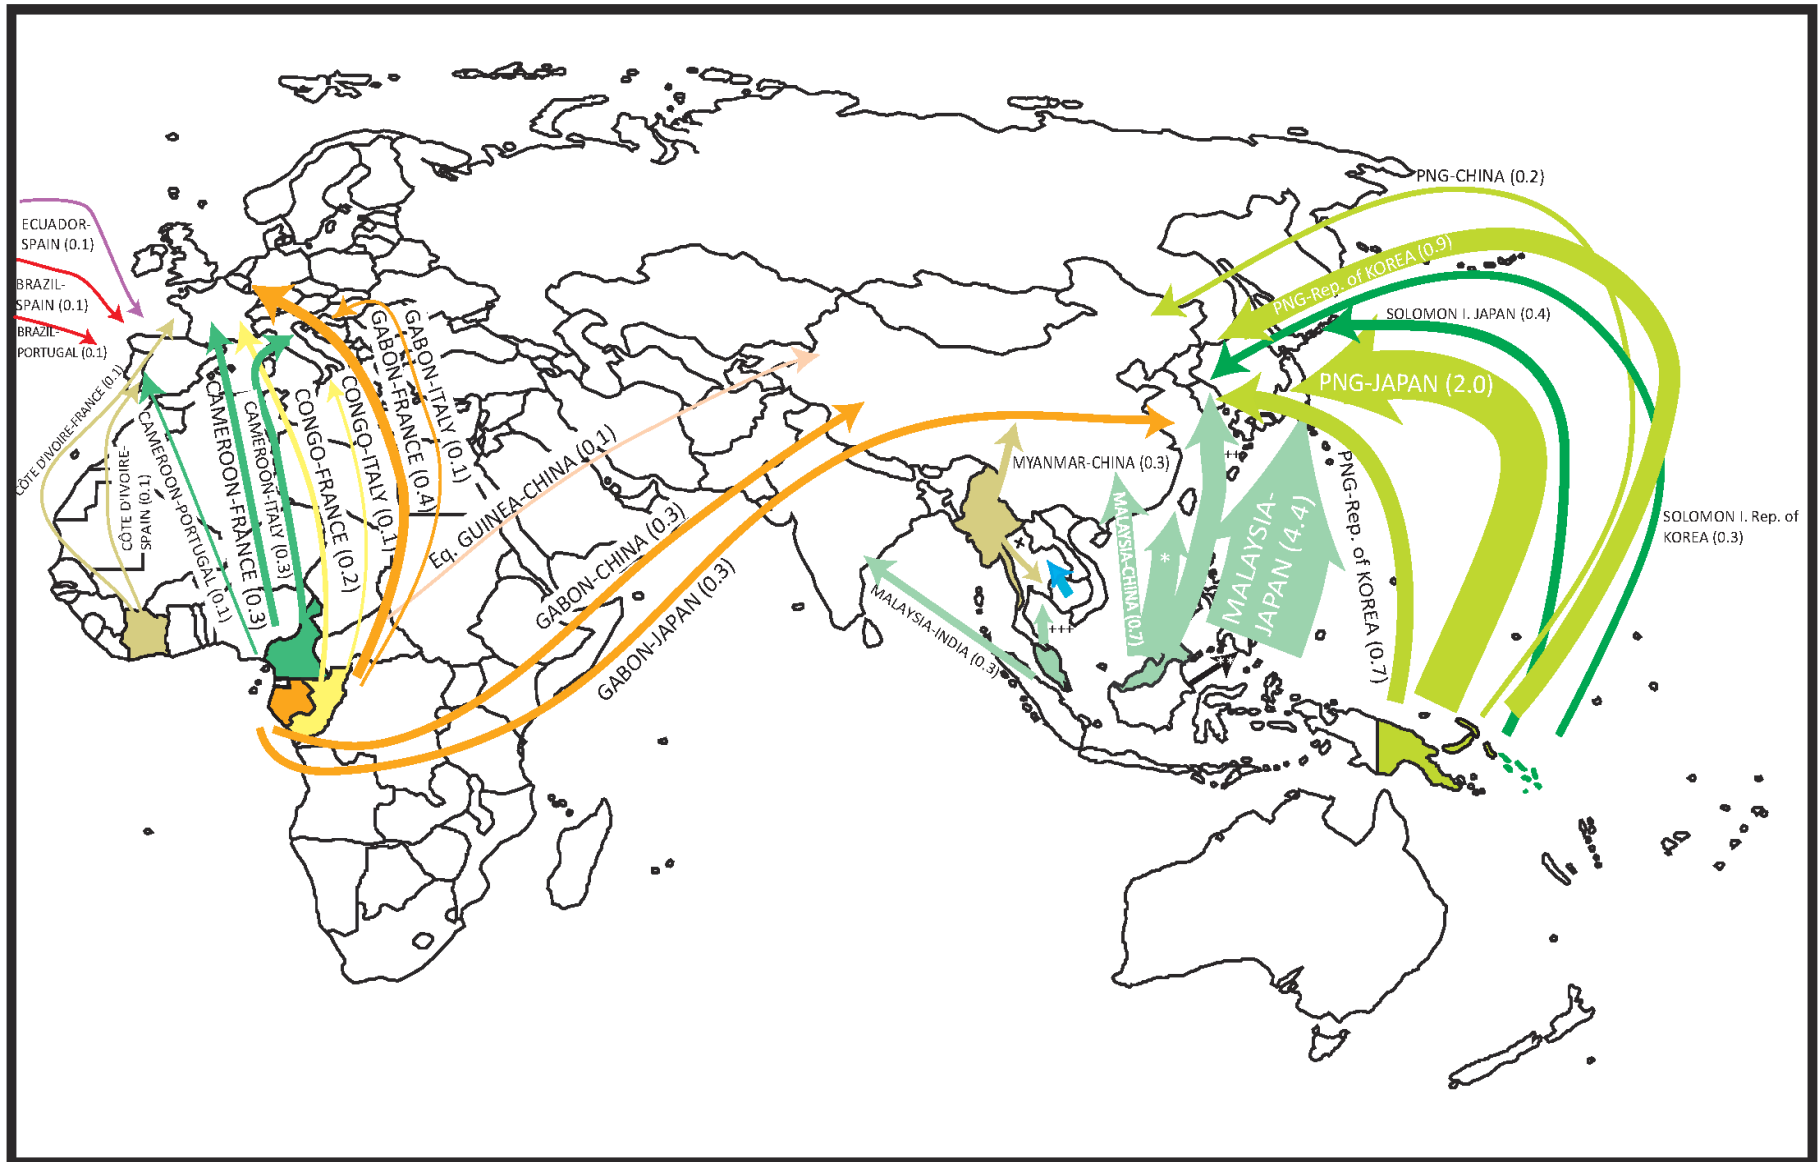 PNG-CHINA (0.2)
ECUADOR-
SPAIN (0.1)
PNG-Rep. of KOREA (0.9)
BRAZIL-
SPAIN (0.1)
SOLOMON I. JAPAN (0.4)
BRAZIL-
PORTUGAL (0.1)
PNG-JAPAN (2.0)
CÔTE D'IVOIRE-FRANCE (0.1)
CÔTE D'IVOIRE-
SPAIN (0.1)
CAMEROON-PORTUGAL (0.1)
CAMEROON-FRANCE (0.3)
CAMEROON-ITALY (0.3)
CONGO-FRANCE (0.2)
CONGO-ITALY (0.1)
GABON-FRANCE (0.4)
GABON-ITALY (0.1)
Eq. GUINEA-CHINA (0.1)
GABON-CHINA (0.3)
GABON-JAPAN (0.3)
MYANMAR-CHINA (0.3)
MALAYSIA-INDIA (0.3)
MALAYSIA-CHINA (0.7)
*
++
+
+++
**
MALAYSIA-
JAPAN (4.4)
PNG-Rep. of KOREA (0.7)
SOLOMON I. Rep. of
KOREA (0.3)